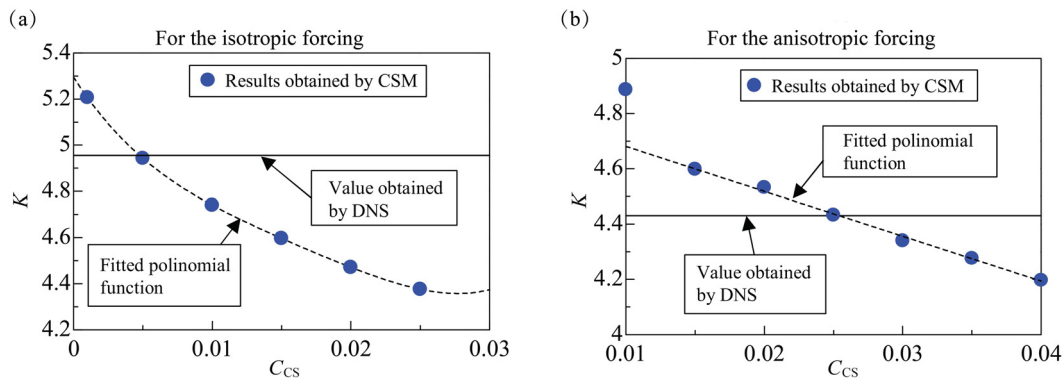 (a)
For the isotropic forcing
5.4
5.2
5
4.8
4.6
4.4
4.2
K
Results obtained by CSM
Value obtained
by DNS
Fitted polinomial
function
0
0.01
0.02
0.03
C_CS
(b)
For the anisotropic forcing
5
4.8
4.6
4.4
4.2
4
K
Results obtained by CSM
Fitted polinomial
function
Value obtained
by DNS
0.01
0.02
0.03
0.04
C_CS